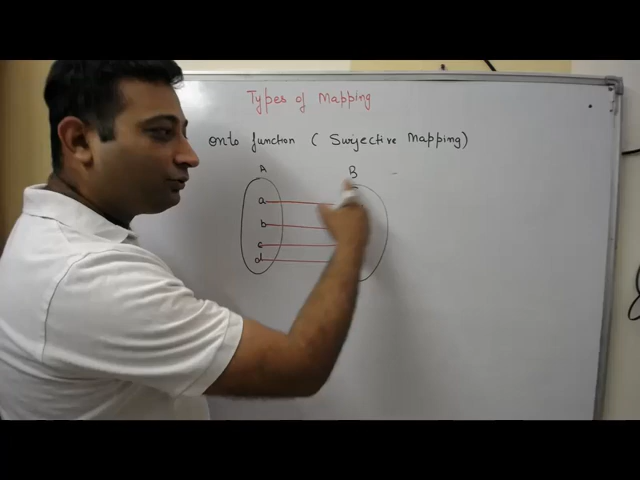 Types of Mapping
onto function ( Surjective Mapping)
A B
a
b
c
d